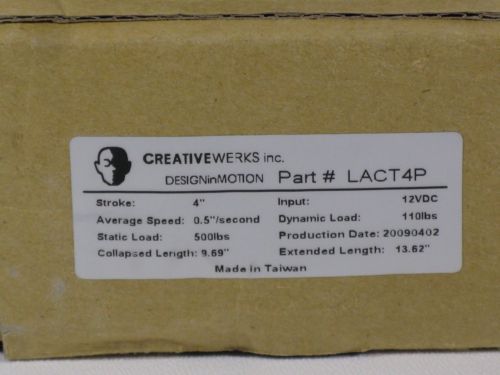 CREATIVEWERKS inc.
DESIGNinMOTION Part # LACT4P
Stroke: 4" Input: 12VDC
Average Speed: 0.5"/second Dynamic Load: 110lbs
Static Load: 500lbs Production Date: 20090402
Collapsed Length: 9.69" Extended Length: 13.62"
Made in Taiwan